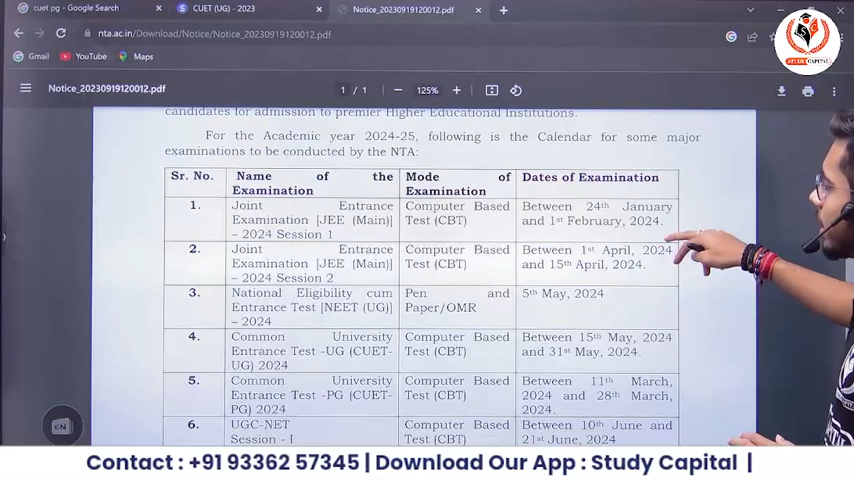 cuet pg - Google Search
CUET (UG) - 2023
Notice_20230919120012.pdf
nta.ac.in/Download/Notice/Notice_20230919120012.pdf
Gmail
YouTube
Maps
STUDY CAPITAL
Notice_20230919120012.pdf
1 / 1
125%
candidates for admission to premier Higher Educational Institutions.
For the Academic year 2024-25, following is the Calendar for some major
examinations to be conducted by the NTA:
Sr. No.
Name of the
Examination
Mode of
Examination
Dates of Examination
1.
Joint Entrance
Examination [JEE (Main)]
– 2024 Session 1
Computer Based
Test (CBT)
Between 24th January
and 1st February, 2024.
2.
Joint Entrance
Examination [JEE (Main)]
– 2024 Session 2
Computer Based
Test (CBT)
Between 1st April, 2024
and 15th April, 2024.
3.
National Eligibility cum
Entrance Test [NEET (UG)]
– 2024
Pen and
Paper/OMR
5th May, 2024
4.
Common University
Entrance Test -UG (CUET-
UG) 2024
Computer Based
Test (CBT)
Between 15th May, 2024
and 31st May, 2024.
5.
Common University
Entrance Test -PG (CUET-
PG) 2024
Computer Based
Test (CBT)
Between 11th March,
2024 and 28th March,
2024.
6.
UGC-NET
Session - I
Computer Based
Test (CBT)
Between 10th June and
21st June, 2024
EN
Contact : +91 93362 57345 | Download Our App : Study Capital |